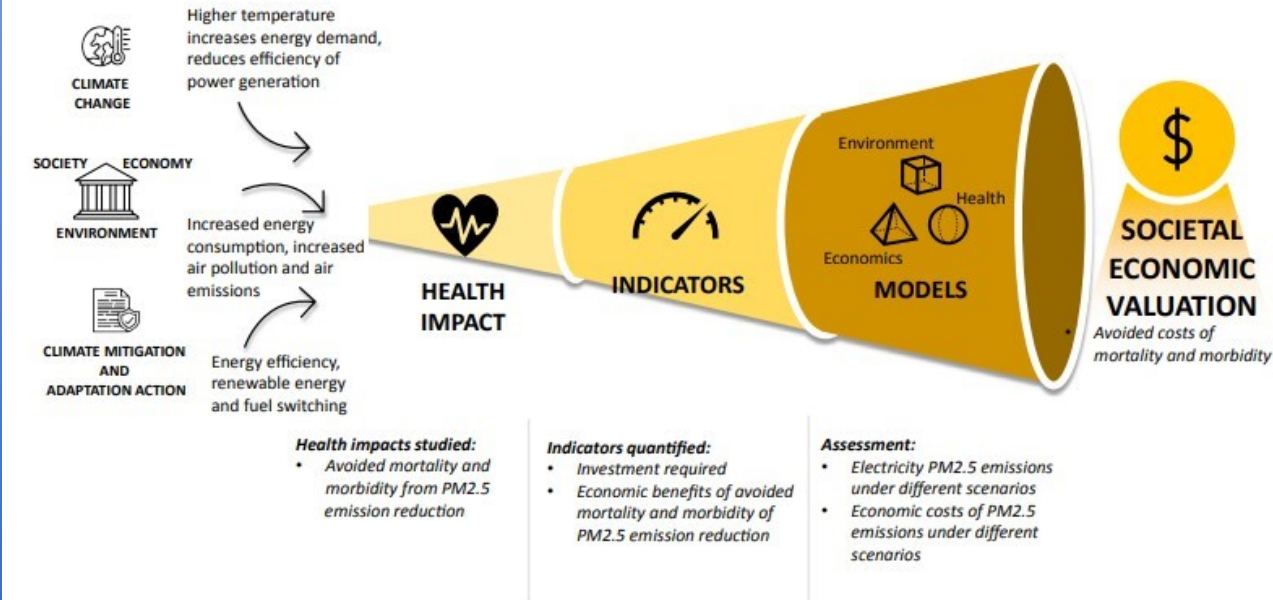 Higher temperature
increases energy demand,
reduces efficiency of
power generation
CLIMATE
CHANGE
SOCIETY ECONOMY
ENVIRONMENT
Increased energy
consumption, increased
air pollution and air
emissions
CLIMATE MITIGATION
AND
ADAPTATION ACTION
Energy efficiency,
renewable energy
and fuel switching
HEALTH
IMPACT
INDICATORS
Environment
Health
Economics
MODELS
$
SOCIETAL
ECONOMIC
VALUATION
• Avoided costs of
mortality and morbidity
Health impacts studied:
• Avoided mortality and
morbidity from PM2.5
emission reduction
Indicators quantified:
• Investment required
• Economic benefits of avoided
mortality and morbidity of
PM2.5 emission reduction
Assessment:
• Electricity PM2.5 emissions
under different scenarios
• Economic costs of PM2.5
emissions under different
scenarios